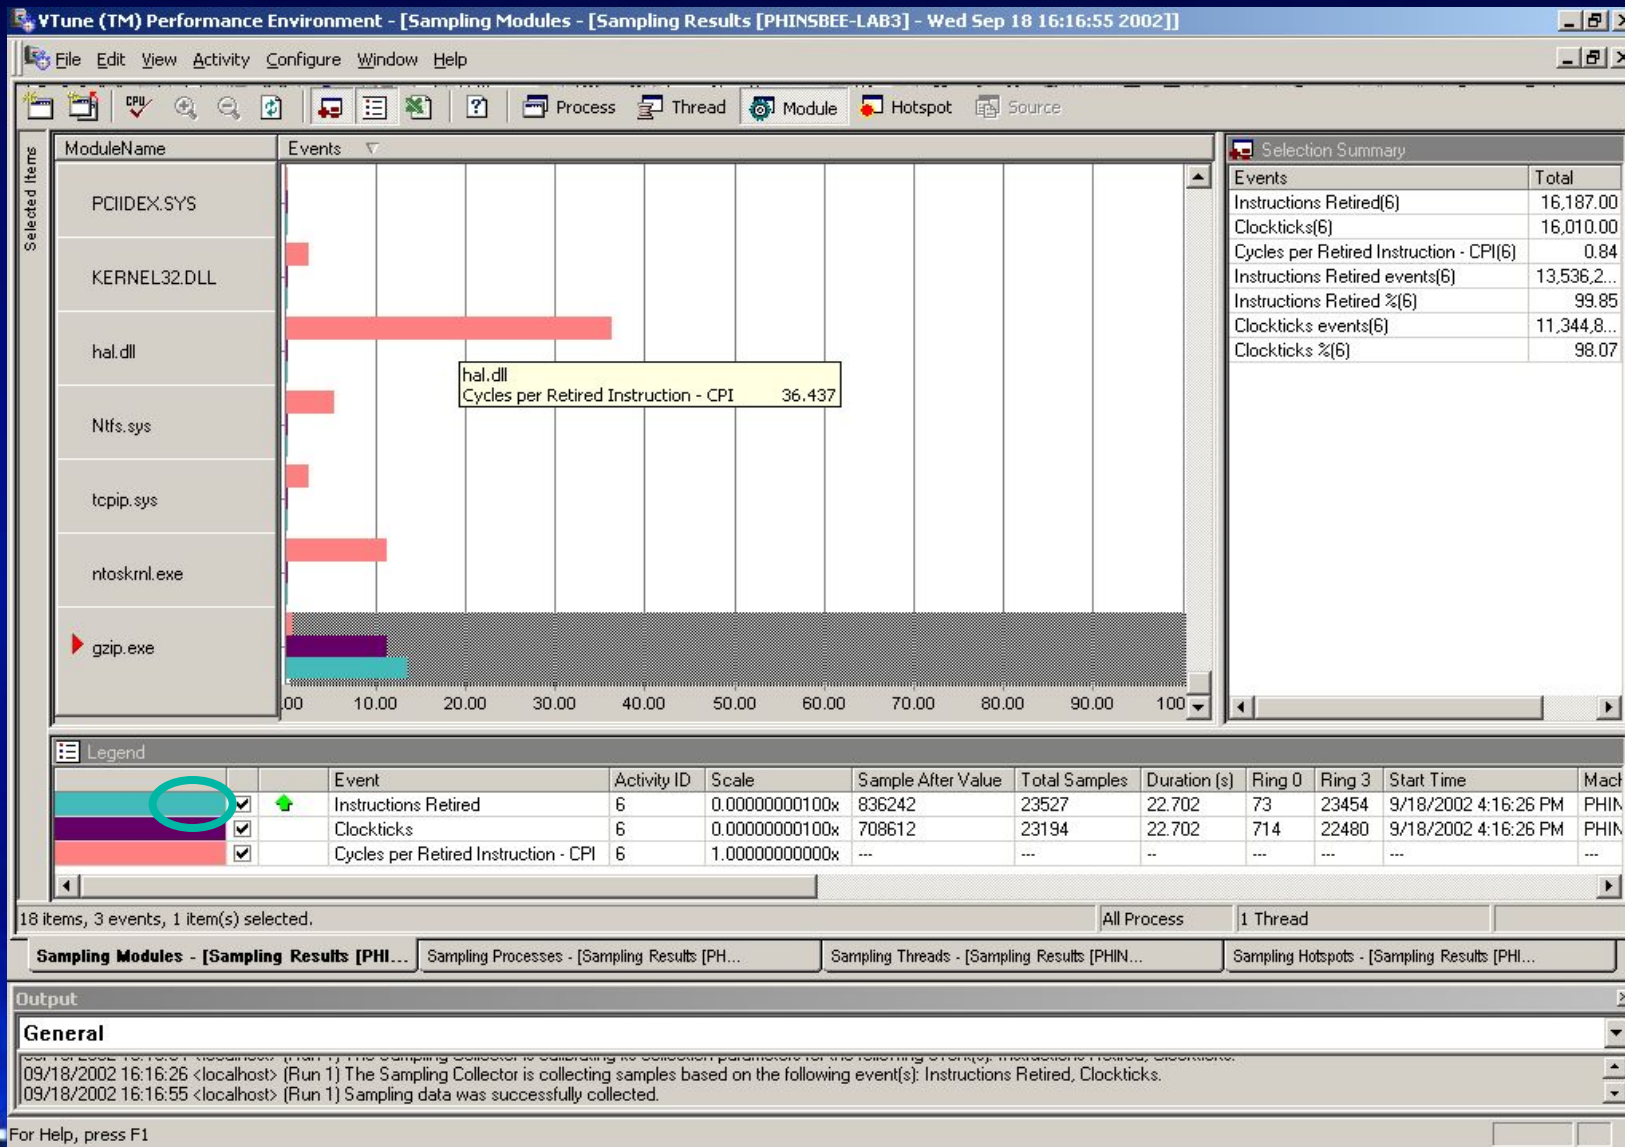 VTune (TM) Performance Environment - [Sampling Modules - [Sampling Results [PHINSBEE-LAB3] - Wed Sep 18 16:16:55 2002]]
File Edit View Activity Configure Window Help
CPU Process Thread Module Hotspot Source
Selected Items
ModuleName Events
PCIIDEX.SYS
KERNEL32.DLL
hal.dll
hal.dll
Cycles per Retired Instruction - CPI 36.437
Ntfs.sys
tcpip.sys
ntoskrnl.exe
gzip.exe
.00 10.00 20.00 30.00 40.00 50.00 60.00 70.00 80.00 90.00 100
Selection Summary
Events Total
Instructions Retired(6) 16,187.00
Clockticks(6) 16,010.00
Cycles per Retired Instruction - CPI(6) 0.84
Instructions Retired events(6) 13,536,2...
Instructions Retired %(6) 99.85
Clockticks events(6) 11,344,8...
Clockticks %(6) 98.07
Legend
Event Activity ID Scale Sample After Value Total Samples Duration (s) Ring 0 Ring 3 Start Time Mach
Instructions Retired 6 0.00000000100x 836242 23527 22.702 73 23454 9/18/2002 4:16:26 PM PHIN
Clockticks 6 0.00000000100x 708612 23194 22.702 714 22480 9/18/2002 4:16:26 PM PHIN
Cycles per Retired Instruction - CPI 6 1.00000000000x --- --- -- --- --- --- ---
18 items, 3 events, 1 item(s) selected. All Process 1 Thread
Sampling Modules - [Sampling Results [PHI... Sampling Processes - [Sampling Results [PH... Sampling Threads - [Sampling Results [PHIN... Sampling Hotspots - [Sampling Results [PHI...
Output
General
09/18/2002 16:16:26 <localhost> (Run 1) The Sampling Collector is collecting samples based on the following event(s): Instructions Retired, Clockticks.
09/18/2002 16:16:55 <localhost> (Run 1) Sampling data was successfully collected.
For Help, press F1